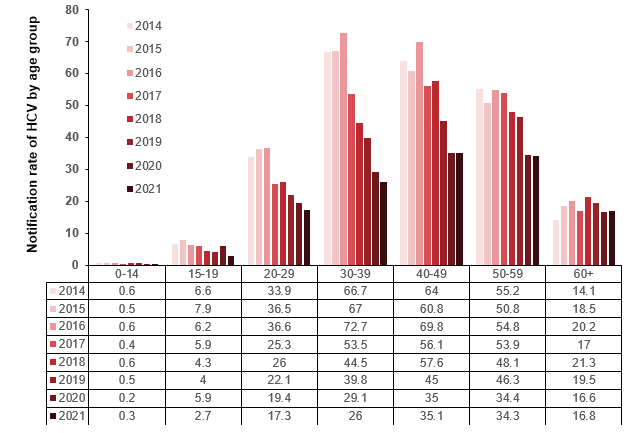 Notification rate of HCV by age group
80
70
60
50
40
30
20
10
0
2014
2015
2016
2017
2018
2019
2020
2021
0-14 15-19 20-29 30-39 40-49 50-59 60+
2014 0.6 6.6 33.9 66.7 64 55.2 14.1
2015 0.5 7.9 36.5 67 60.8 50.8 18.5
2016 0.6 6.2 36.6 72.7 69.8 54.8 20.2
2017 0.4 5.9 25.3 53.5 56.1 53.9 17
2018 0.6 4.3 26 44.5 57.6 48.1 21.3
2019 0.5 4 22.1 39.8 45 46.3 19.5
2020 0.2 5.9 19.4 29.1 35 34.4 16.6
2021 0.3 2.7 17.3 26 35.1 34.3 16.8